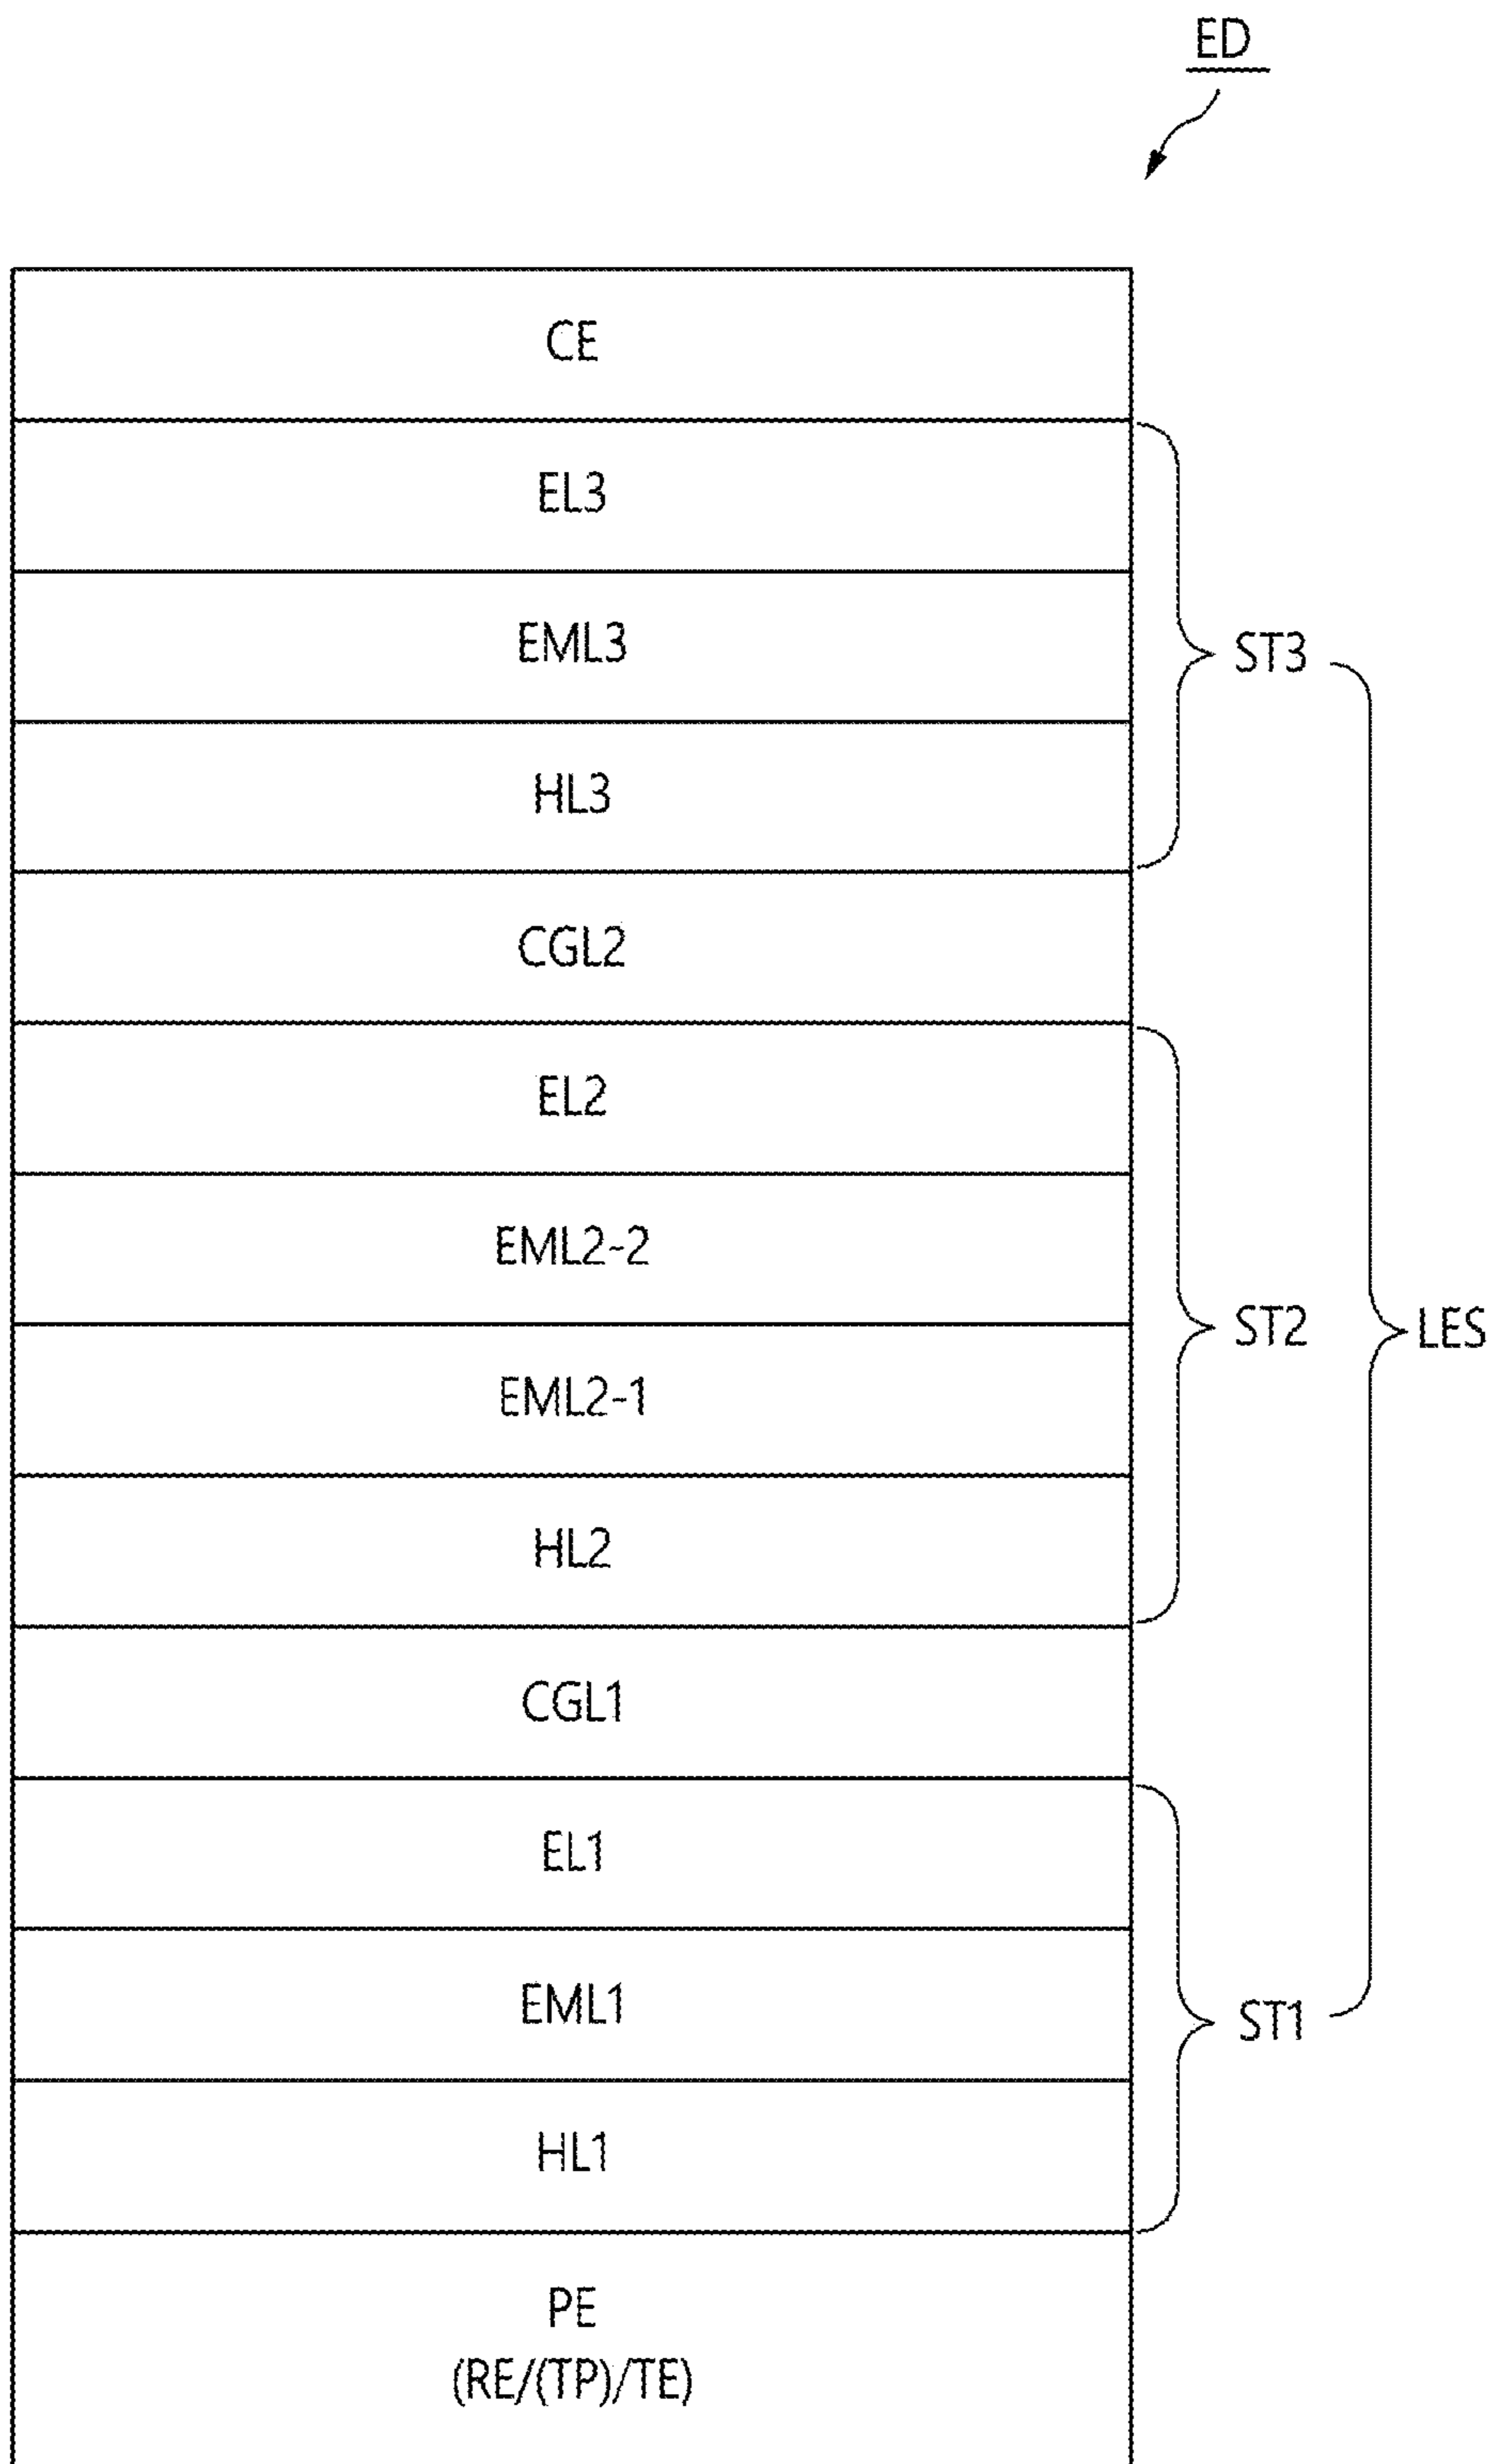 ED
CE
EL3
EML3
ST3
HL3
CGL2
EL2
EML2-2
ST2
LES
EML2-1
HL2
CGL1
EL1
EML1
ST1
HL1
PE
(RE/(TP)/TE)